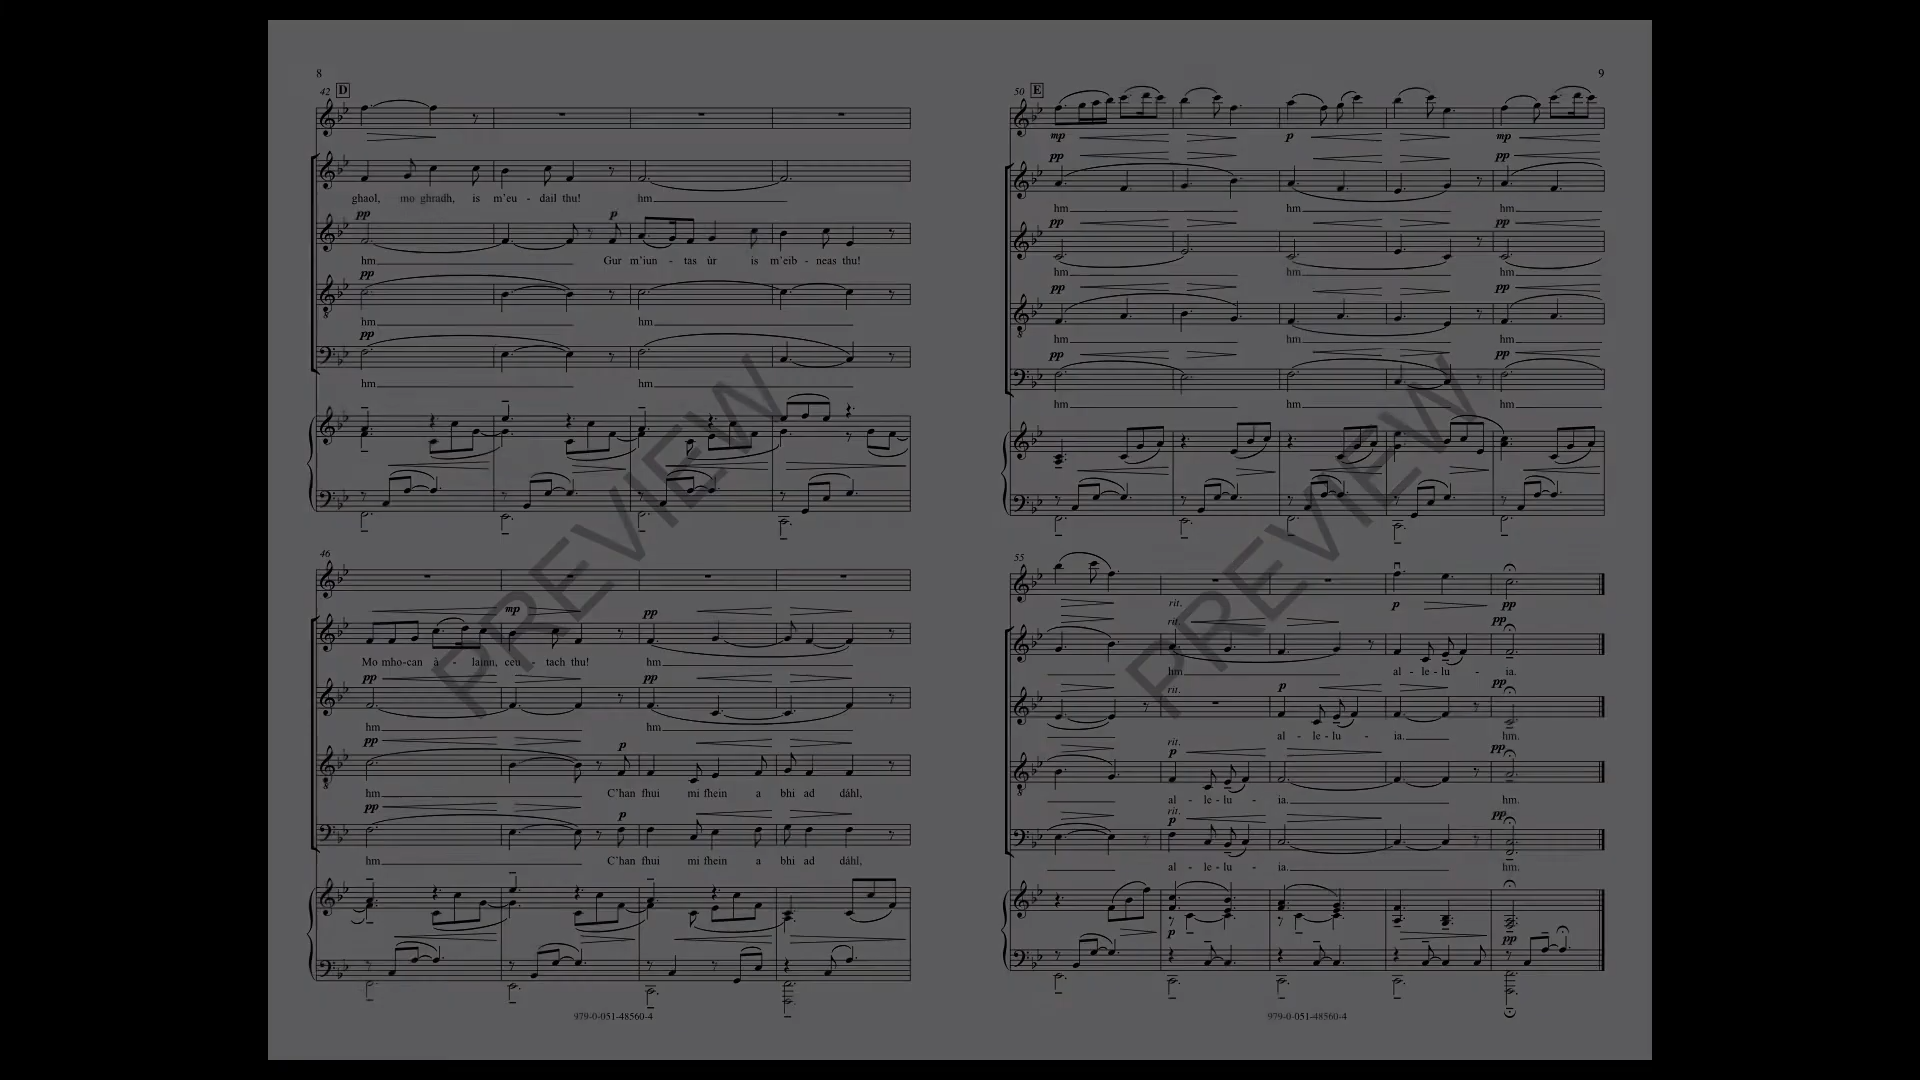 8
42 D
ghaol, mo ghradh, is m'eu - dail thu! hm
pp p
hm Gur m'iun - tas ùr is m'eib - neas thu!
pp
hm hm
pp
hm hm
46
mp pp
Mo mho-can à - lainn, ceu - tach thu! hm
pp pp
hm hm
pp p
hm C'han fhui mi fhein a bhi ad dáhl,
pp p
hm C'han fhui mi fhein a bhi ad dáhl,
979-0-051-48560-4
9
50 E
mp p mp
pp pp
hm hm hm
pp pp
hm hm hm
pp pp
hm hm hm
pp pp
hm hm hm
55
rit. p pp
rit. pp
hm al - le - lu - ia.
rit. p pp
al - le - lu - ia. hm.
rit.
p pp
al - le - lu - ia. hm.
rit.
p pp
al - le - lu - ia. hm.
p pp
979-0-051-48560-4
PREVIEW
PREVIEW